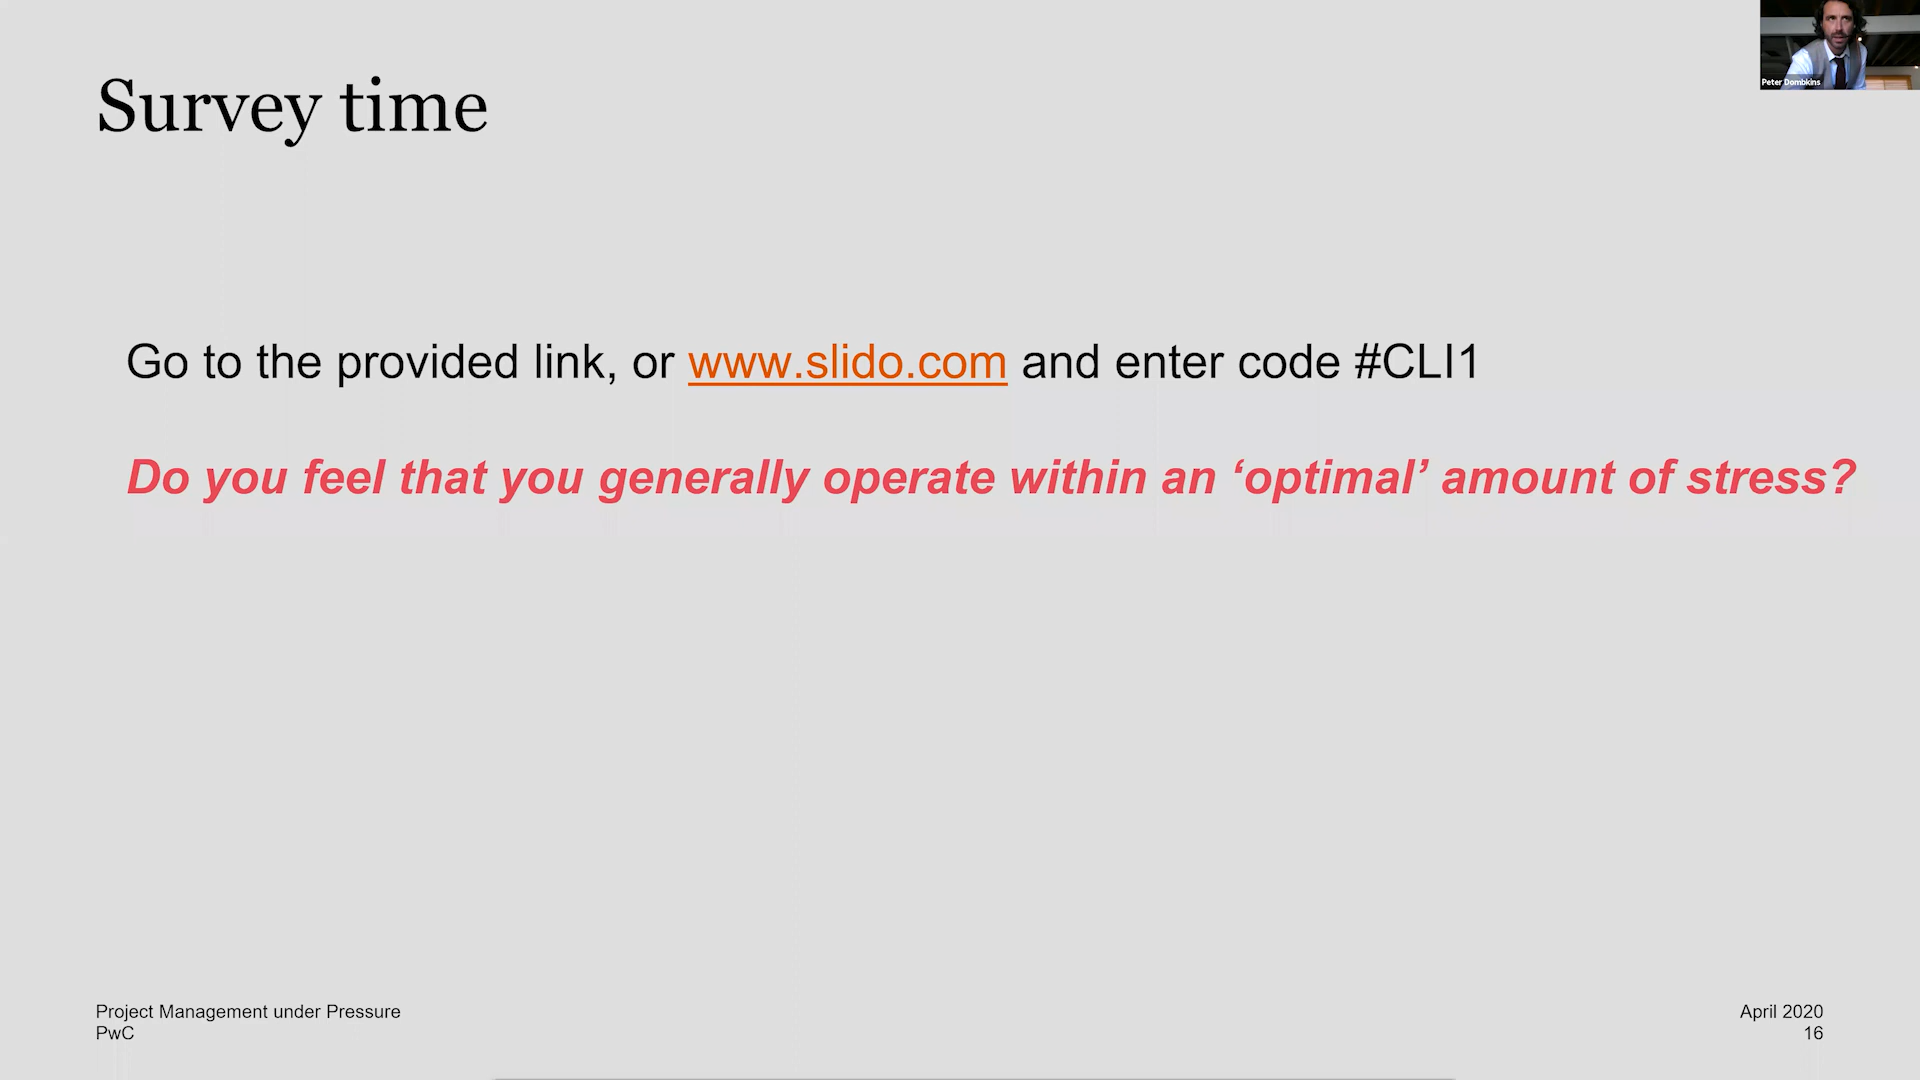 Peter Dombkins
Survey time
Go to the provided link, or www.slido.com and enter code #CLI1
Do you feel that you generally operate within an ‘optimal’ amount of stress?
Project Management under Pressure
PwC
April 2020
16